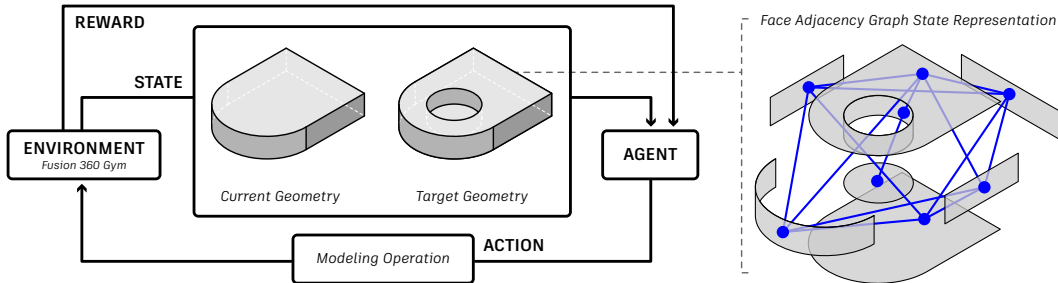 REWARD
Face Adjacency Graph State Representation
STATE
ENVIRONMENT
Fusion 360 Gym
AGENT
Current Geometry
Target Geometry
ACTION
Modeling Operation